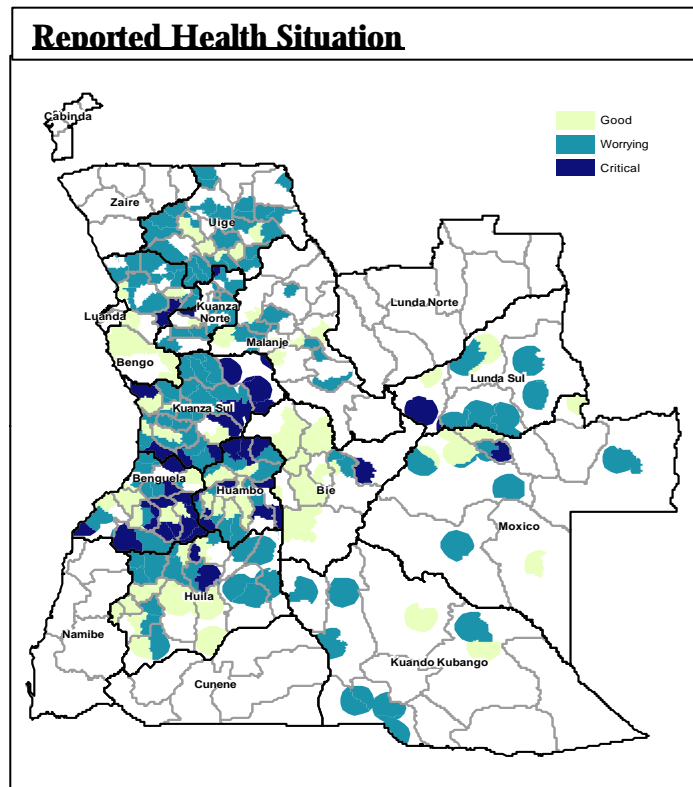 Reported Health Situation
Good
Worrying
Critical
Cabinda
Zaire
Uige
Luanda
Kuanza
Norte
Lunda Norte
Malanje
Bengo
Lunda Sul
Kuanza Sul
Benguela
Huambo
Bie
Moxico
Huila
Namibe
Kuando Kubango
Cunene